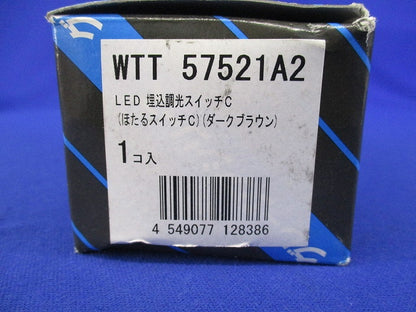 WTT 57521A2
LED 埋込調光スイッチC
(ほたるスイッチC)(ダークブラウン)
1コ入
4 549077 128386